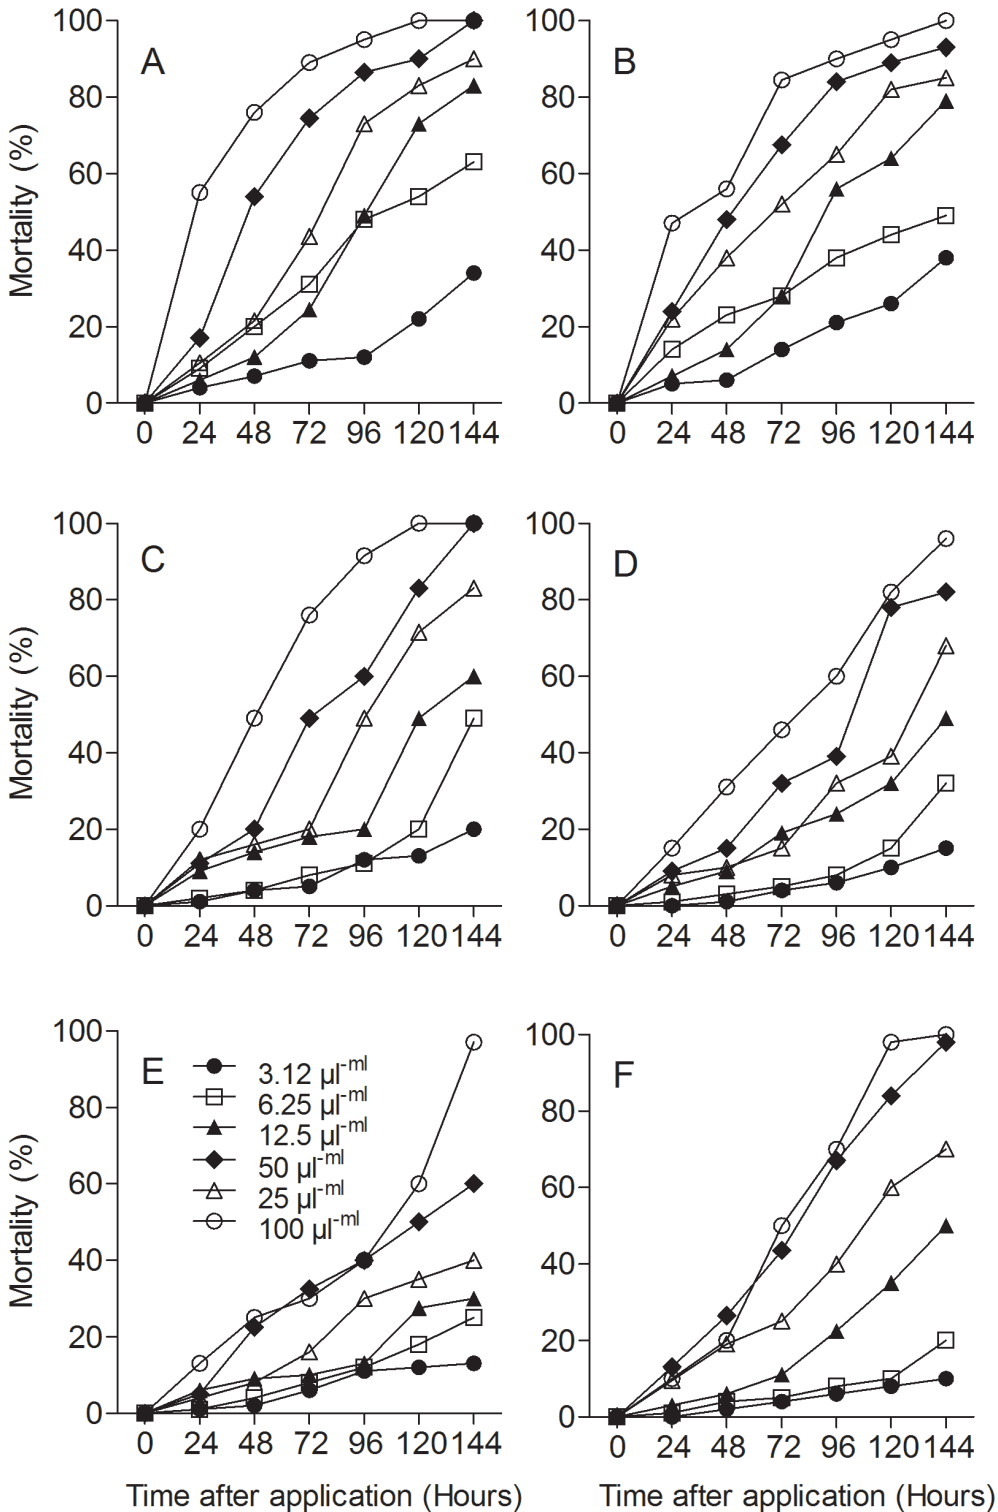 100
80
60
40
20
0
Mortality (%)
A
0 24 48 72 96 120 144
100
80
60
40
20
0
B
0 24 48 72 96 120 144
100
80
60
40
20
0
Mortality (%)
C
0 24 48 72 96 120 144
100
80
60
40
20
0
D
0 24 48 72 96 120 144
100
80
60
40
20
0
Mortality (%)
E
3.12 µl-ml
6.25 µl-ml
12.5 µl-ml
50 µl-ml
25 µl-ml
100 µl-ml
0 24 48 72 96 120 144
Time after application (Hours)
100
80
60
40
20
0
F
0 24 48 72 96 120 144
Time after application (Hours)